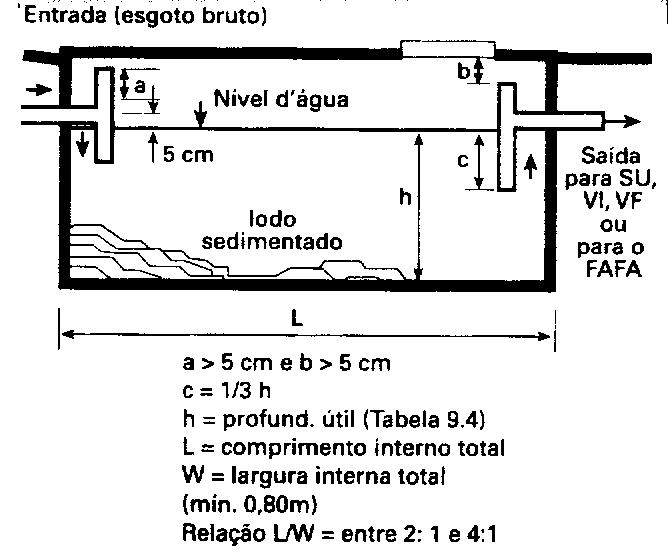 Entrada (esgoto bruto)
a
b
Nível d'água
5 cm
c
h
Saída
para SU,
VI, VF
ou
para o
FAFA
lodo
sedimentado
L
a > 5 cm e b > 5 cm
c = 1/3 h
h = profund. útil (Tabela 9.4)
L = comprimento interno total
W = largura interna total
(mín. 0,80m)
Relação L/W = entre 2: 1 e 4:1